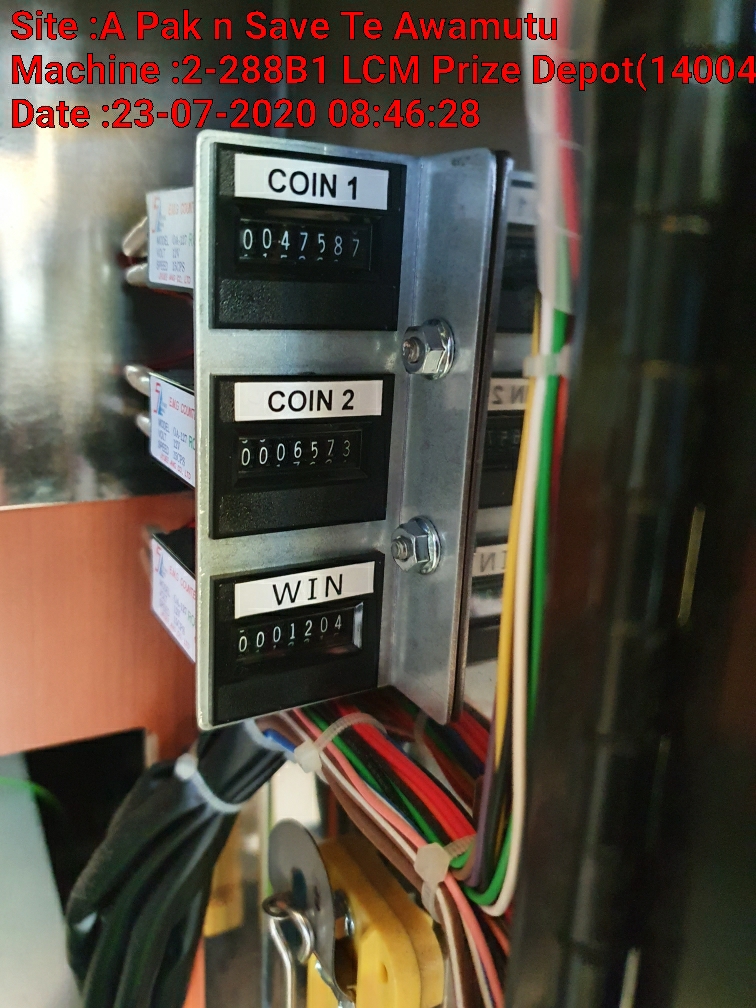 Site :A Pak n Save Te Awamutu
Machine :2-288B1 LCM Prize Depot(14004
Date :23-07-2020 08:46:28
COIN 1
0047587
COIN 2
0006573
WIN
0001204